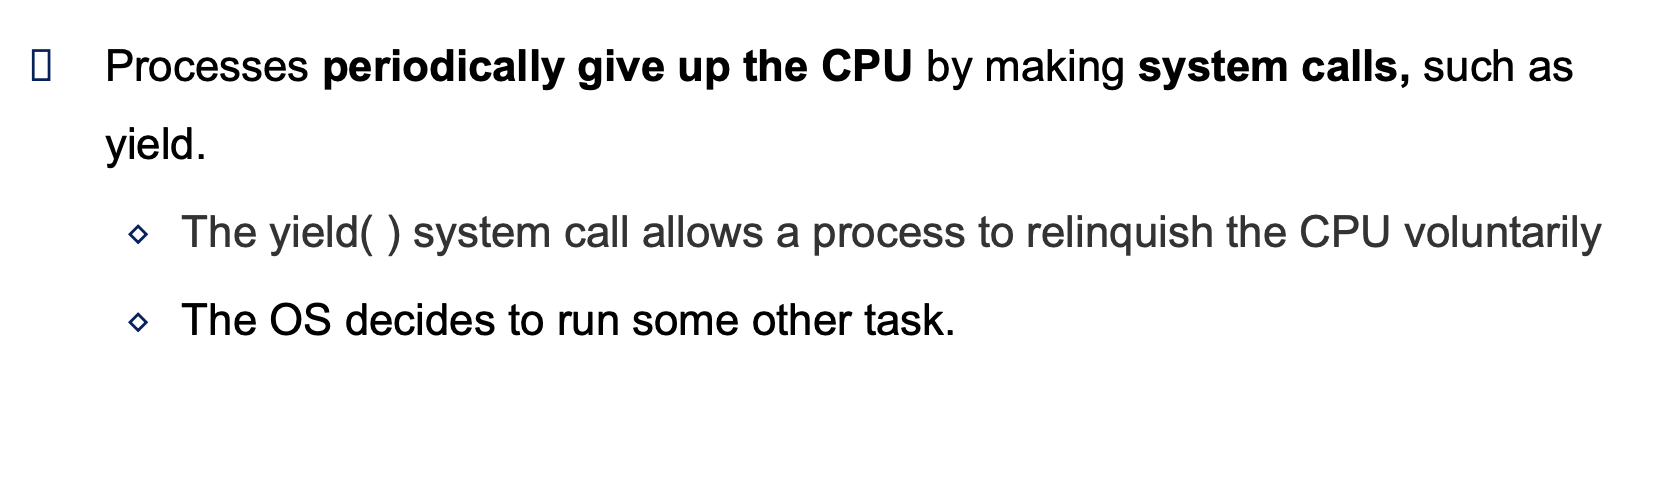 Processes periodically give up the CPU by making system calls, such as
yield.
The yield( ) system call allows a process to relinquish the CPU voluntarily
The OS decides to run some other task.